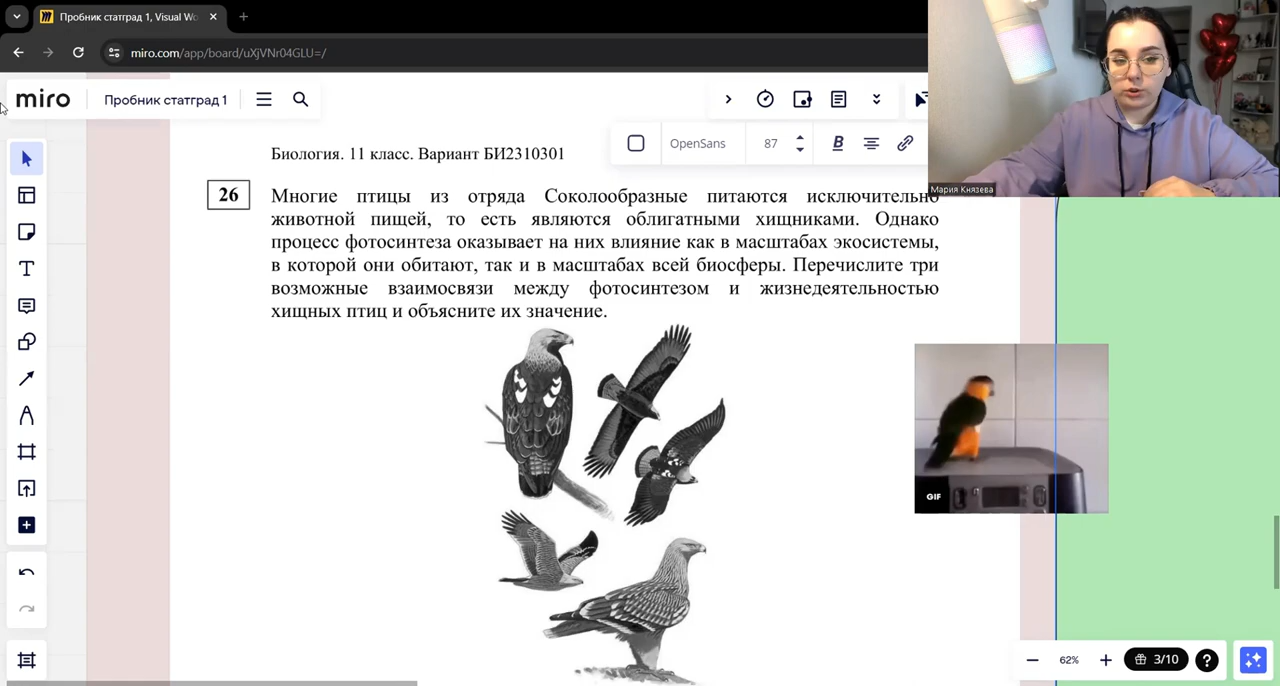 Пробник статград 1, Visual Wo
miro.com/app/board/uXjVNr04GLU=/
miro
Пробник статград 1
OpenSans
87
B
Мария Князева
Биология. 11 класс. Вариант БИ2310301
26
Многие птицы из отряда Соколообразные питаются исключительно
животной пищей, то есть являются облигатными хищниками. Однако
процесс фотосинтеза оказывает на них влияние как в масштабах экосистемы,
в которой они обитают, так и в масштабах всей биосферы. Перечислите три
возможные взаимосвязи между фотосинтезом и жизнедеятельностью
хищных птиц и объясните их значение.
GIF
62%
3/10
?